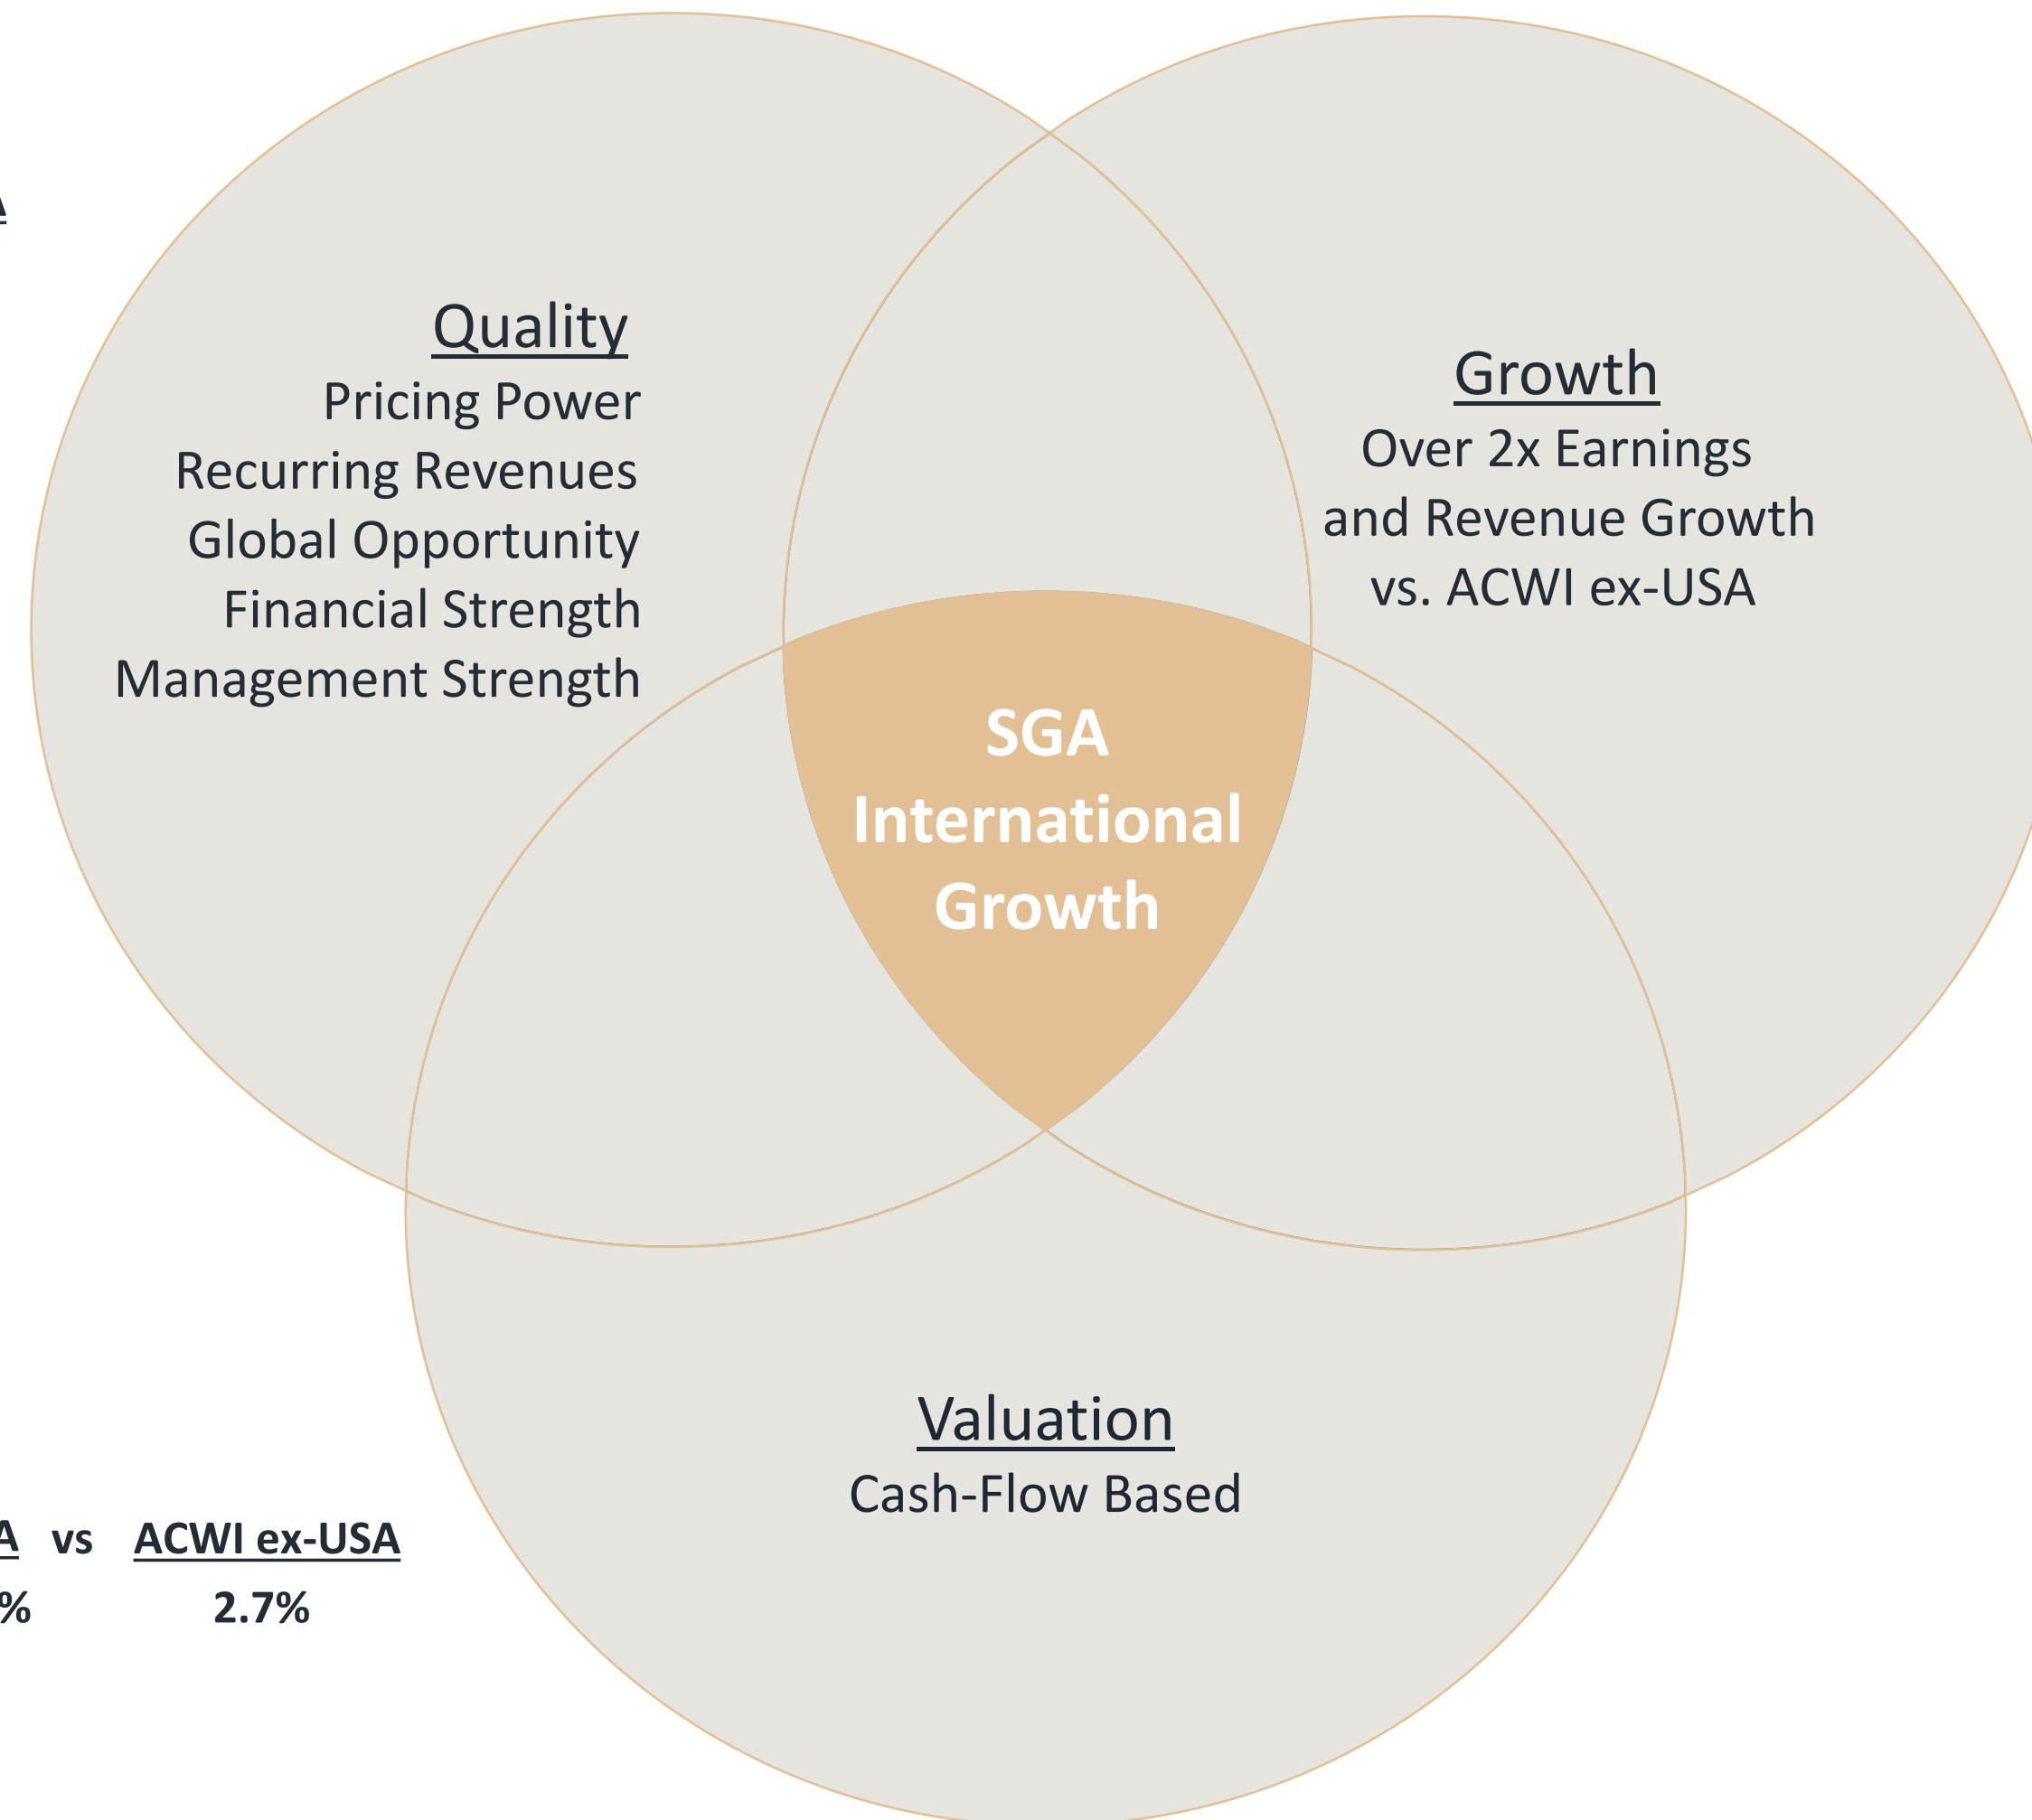 Quality
Pricing Power
Recurring Revenues
Global Opportunity
Financial Strength
Management Strength
Growth
Over 2x Earnings
and Revenue Growth
vs. ACWI ex-USA
SGA
International
Growth
Valuation
Cash-Flow Based
vs ACWI ex-USA
% 2.7%